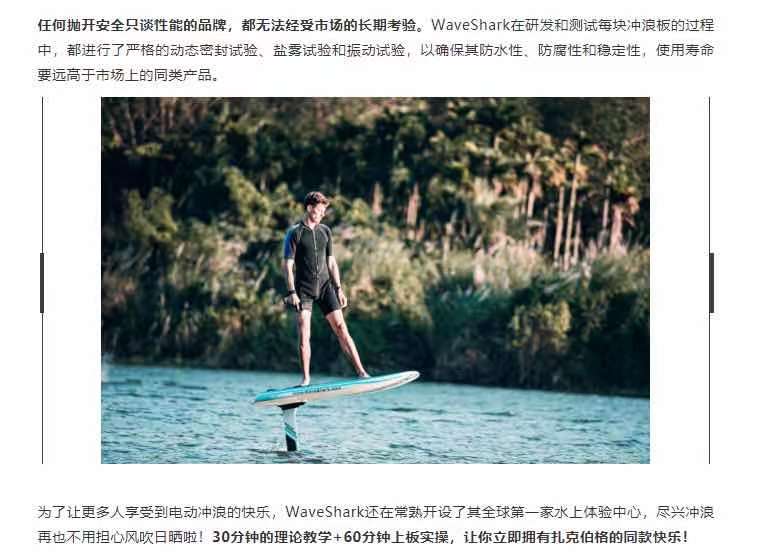 任何抛开安全只谈性能的品牌，都无法经受市场的长期考验。WaveShark在研发和测试每块冲浪板的过程
中，都进行了严格的动态密封试验、盐雾试验和振动试验，以确保其防水性、防腐性和稳定性，使用寿命
要远高于市场上的同类产品。
为了让更多人享受到电动冲浪的快乐，WaveShark还在常熟开设了其全球第一家水上体验中心，尽兴冲浪
再也不用担心风吹日晒啦！30分钟的理论教学+60分钟上板实操，让你立即拥有扎克伯格的同款快乐！